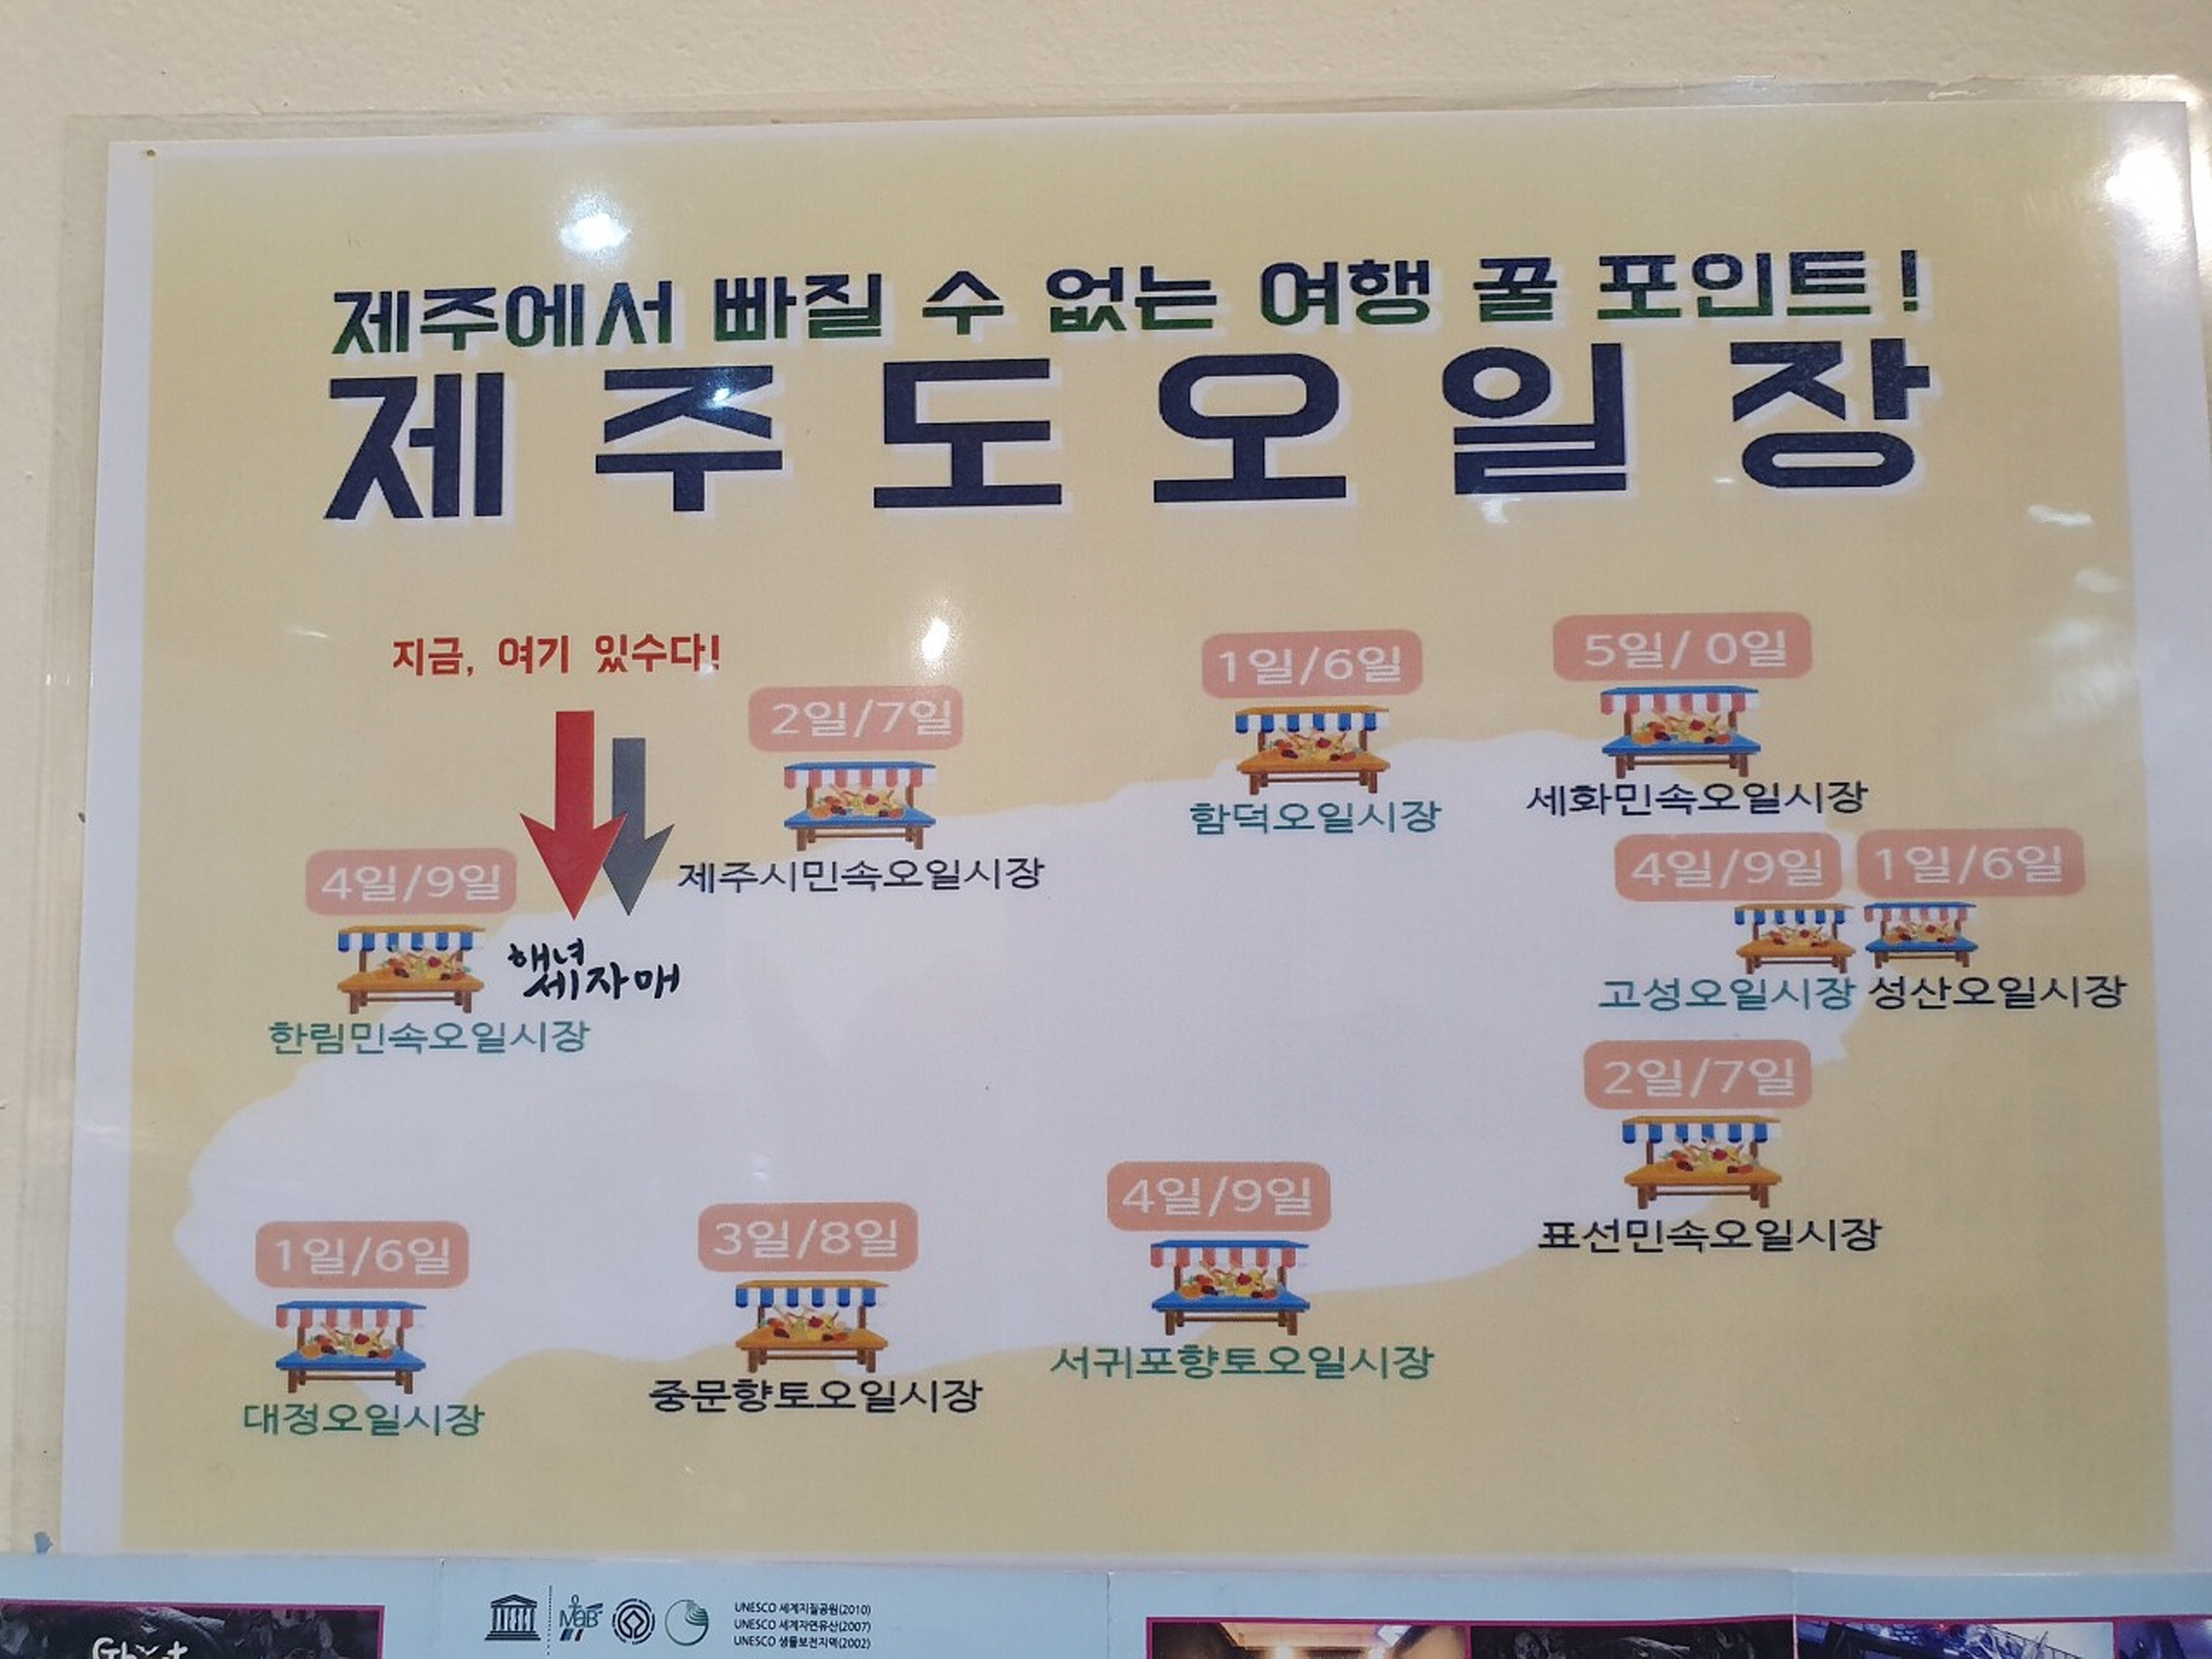 제주에서 빠질 수 없는 여행 꿀 포인트!
제주도오일장
지금, 여기 있수다!
1일/6일
5일/ 0일
2일/7일
함덕오일시장
세화민속오일시장
4일/9일
제주시민속오일시장
4일/9일
1일/6일
해녀
세자매
고성오일시장
성산오일시장
한림민속오일시장
2일/7일
4일/9일
3일/8일
1일/6일
표선민속오일시장
서귀포향토오일시장
중문향토오일시장
대정오일시장
MaB
UNESCO 세계지질공원(2010)
UNESCO 세계자연유산(2007)
UNESCO 생물보전지역(2002)